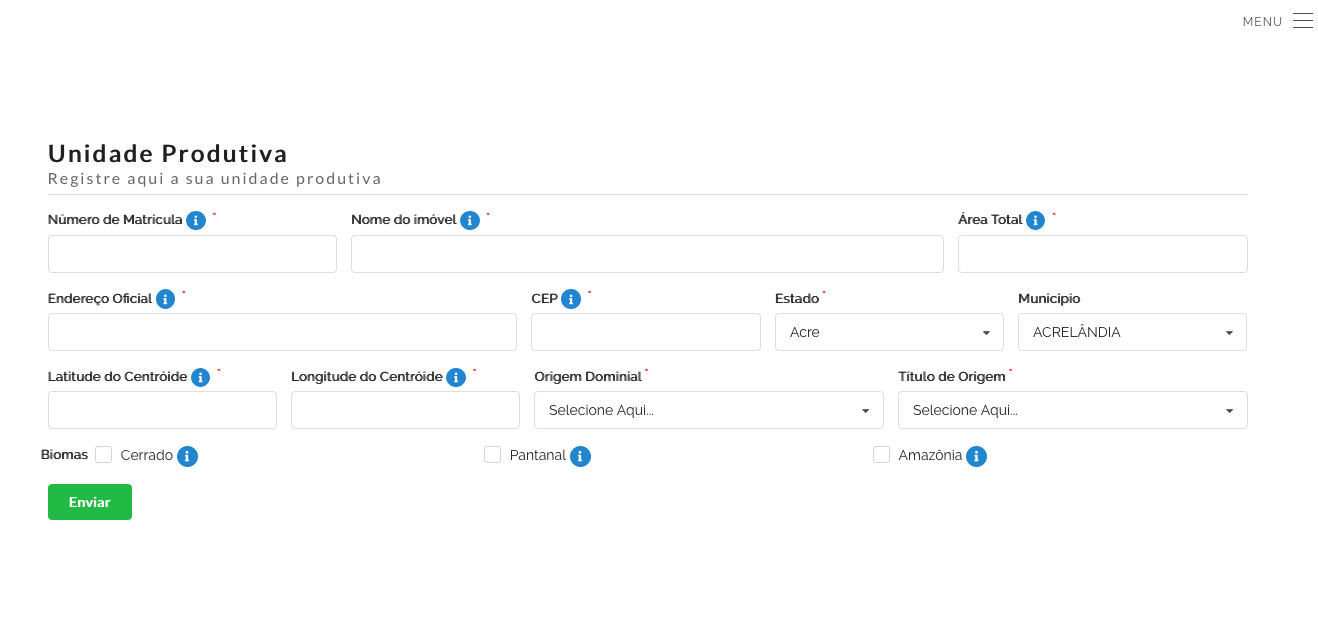 MENU
Unidade Produtiva
Registre aqui a sua unidade produtiva
Número de Matrícula * Nome do imóvel * Área Total *
Endereço Oficial * CEP * Estado * Municipio
Acre ACRELÂNDIA
Latitude do Centróide * Longitude do Centróide * Origem Dominial * Título de Origem *
Selecione Aqui... Selecione Aqui...
Biomas Cerrado Pantanal Amazônia
Enviar